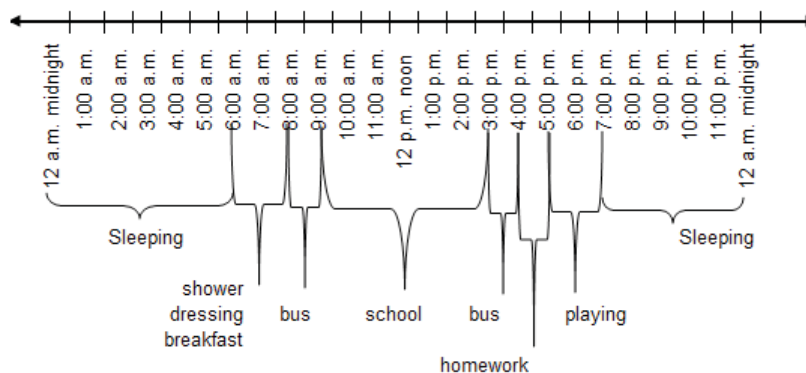 12 a.m. midnight
1:00 a.m.
2:00 a.m.
3:00 a.m.
4:00 a.m.
5:00 a.m.
6:00 a.m.
7:00 a.m.
8:00 a.m.
9:00 a.m.
10:00 a.m.
11:00 a.m.
12 p.m. noon
1:00 p.m.
2:00 p.m.
3:00 p.m.
4:00 p.m.
5:00 p.m.
6:00 p.m.
7:00 p.m.
8:00 p.m.
9:00 p.m.
10:00 p.m.
11:00 p.m.
12 a.m. midnight
Sleeping
shower
dressing
breakfast
bus
school
bus
homework
playing
Sleeping